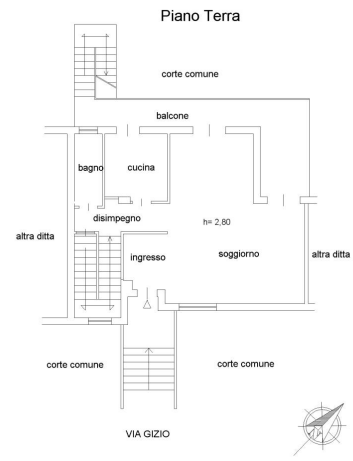 Piano Terra
corte comune
balcone
bagno
cucina
disimpegno
h= 2,80
altra ditta
ingresso
soggiorno
altra ditta
corte comune
corte comune
VIA GIZIO